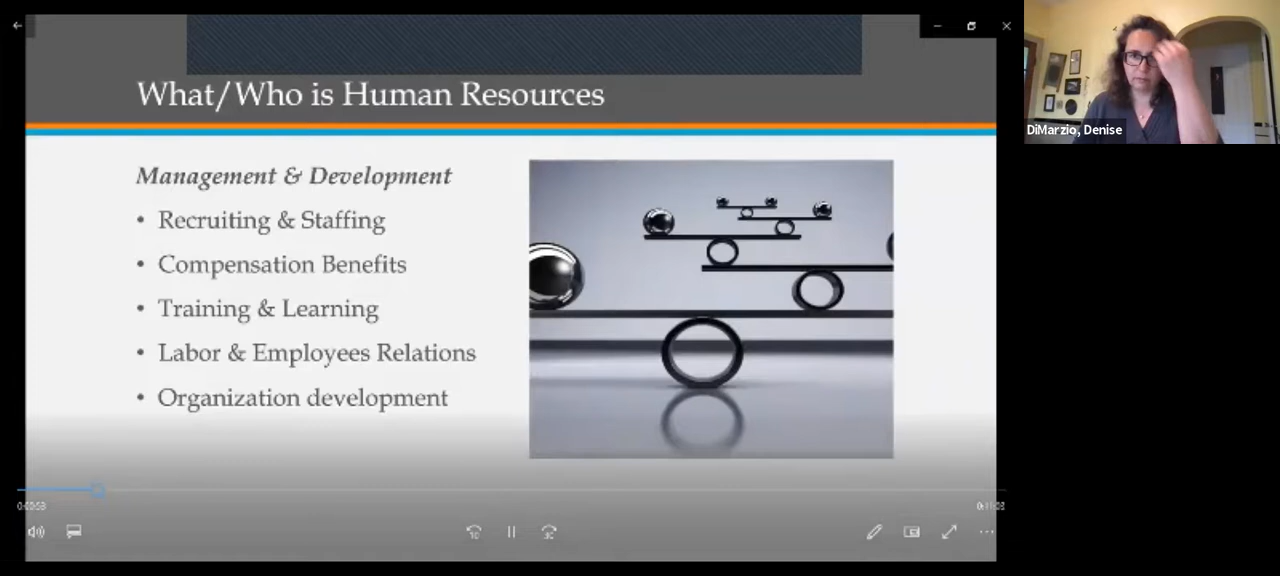 What/Who is Human Resources
Management & Development
• Recruiting & Staffing
• Compensation Benefits
• Training & Learning
• Labor & Employees Relations
• Organization development
DiMarzio, Denise
10